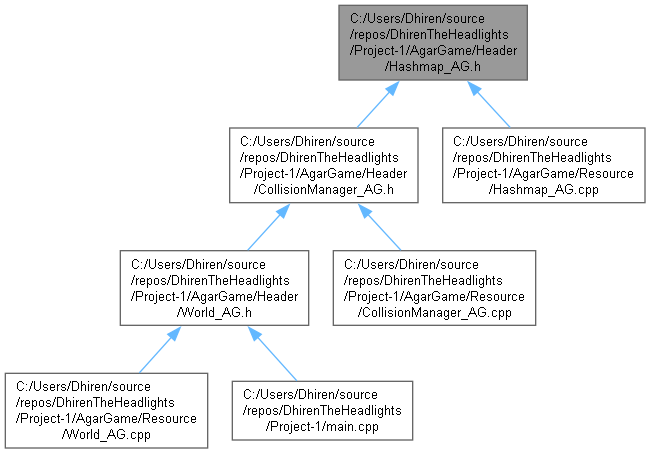 C:/Users/Dhiren/source
/repos/DhirenTheHeadlights
/Project-1/AgarGame/Header
/Hashmap_AG.h
C:/Users/Dhiren/source
/repos/DhirenTheHeadlights
/Project-1/AgarGame/Header
/CollisionManager_AG.h
C:/Users/Dhiren/source
/repos/DhirenTheHeadlights
/Project-1/AgarGame/Resource
/Hashmap_AG.cpp
C:/Users/Dhiren/source
/repos/DhirenTheHeadlights
/Project-1/AgarGame/Header
/World_AG.h
C:/Users/Dhiren/source
/repos/DhirenTheHeadlights
/Project-1/AgarGame/Resource
/CollisionManager_AG.cpp
C:/Users/Dhiren/source
/repos/DhirenTheHeadlights
/Project-1/AgarGame/Resource
/World_AG.cpp
C:/Users/Dhiren/source
/repos/DhirenTheHeadlights
/Project-1/main.cpp